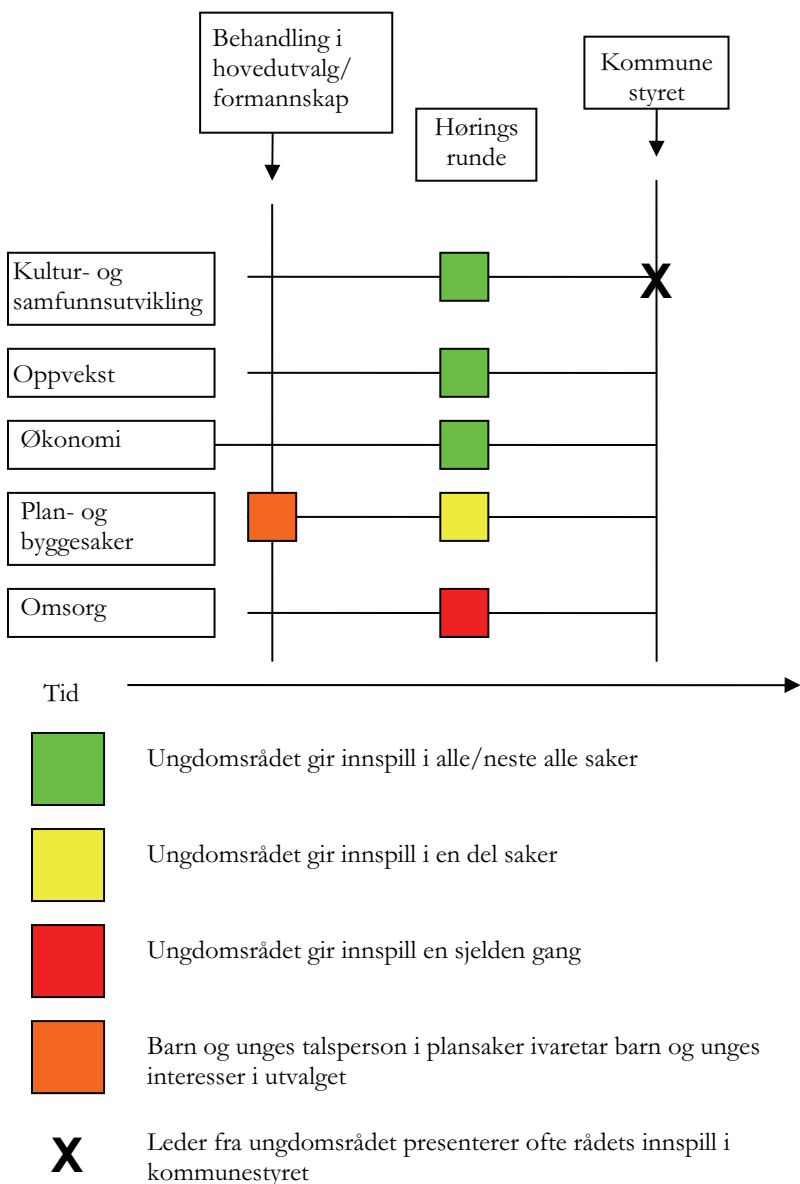 Behandling i
hovedutvalg/
formannskap
Kommune
styret
Hørings
runde
Kultur- og
samfunnsutvikling
X
Oppvekst
Økonomi
Plan- og
byggesaker
Omsorg
Tid
Ungdomsrådet gir innspill i alle/neste alle saker
Ungdomsrådet gir innspill i en del saker
Ungdomsrådet gir innspill en sjelden gang
Barn og unges talsperson i plansaker ivaretar barn og unges
interesser i utvalget
X
Leder fra ungdomsrådet presenterer ofte rådets innspill i
kommunestyret